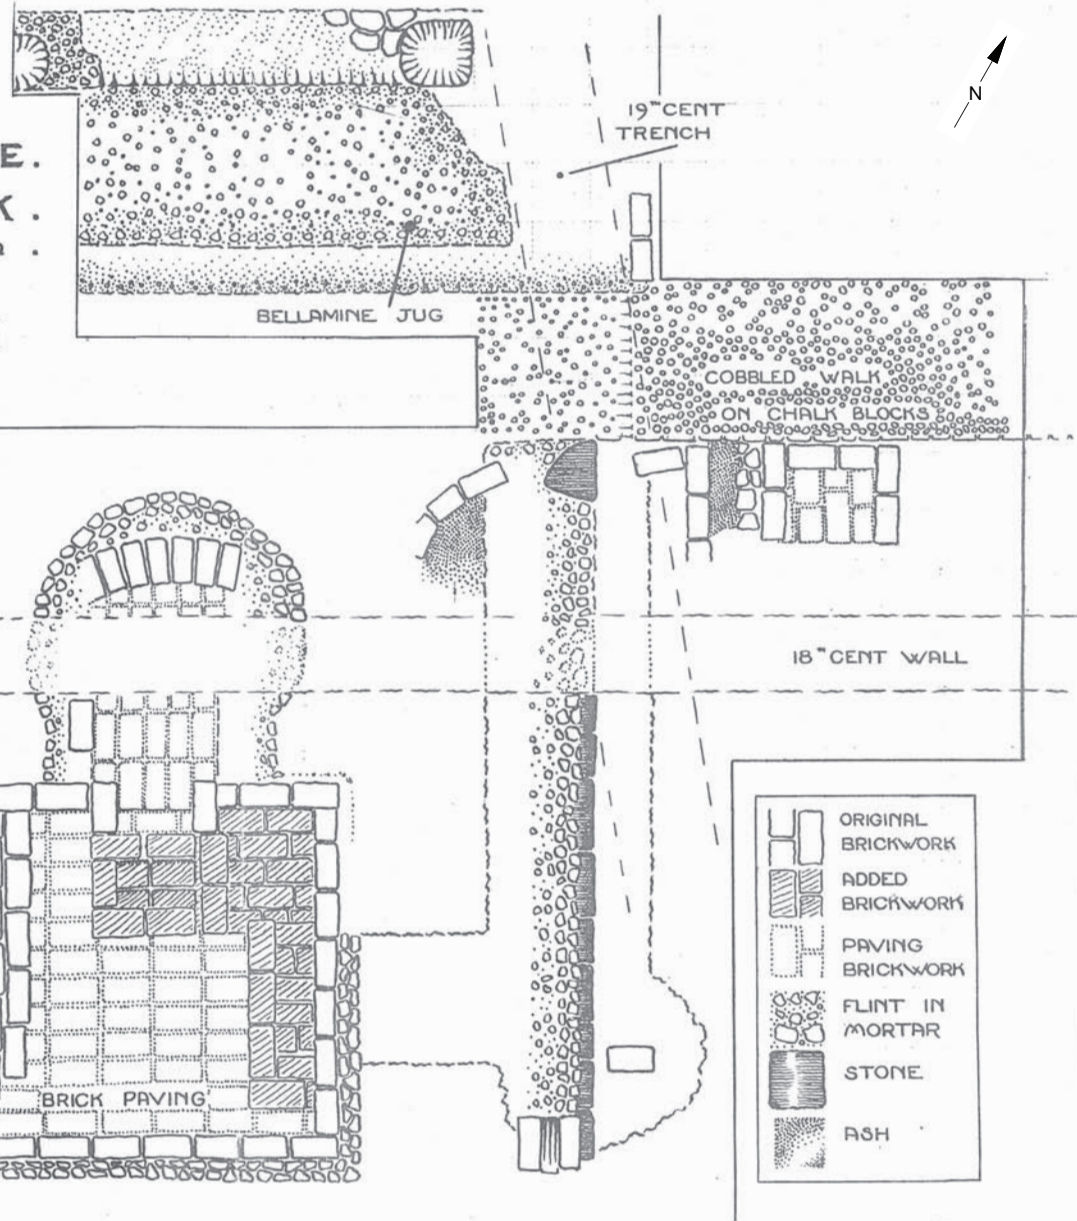 N
19TH CENT
TRENCH
E.
K.
BELLAMINE JUG
COBBLED WALK
ON CHALK BLOCKS
18TH CENT WALL
ORIGINAL
BRICKWORK
ADDED
BRICKWORK
PAVING
BRICKWORK
FLINT IN
MORTAR
STONE
ASH
BRICK PAVING